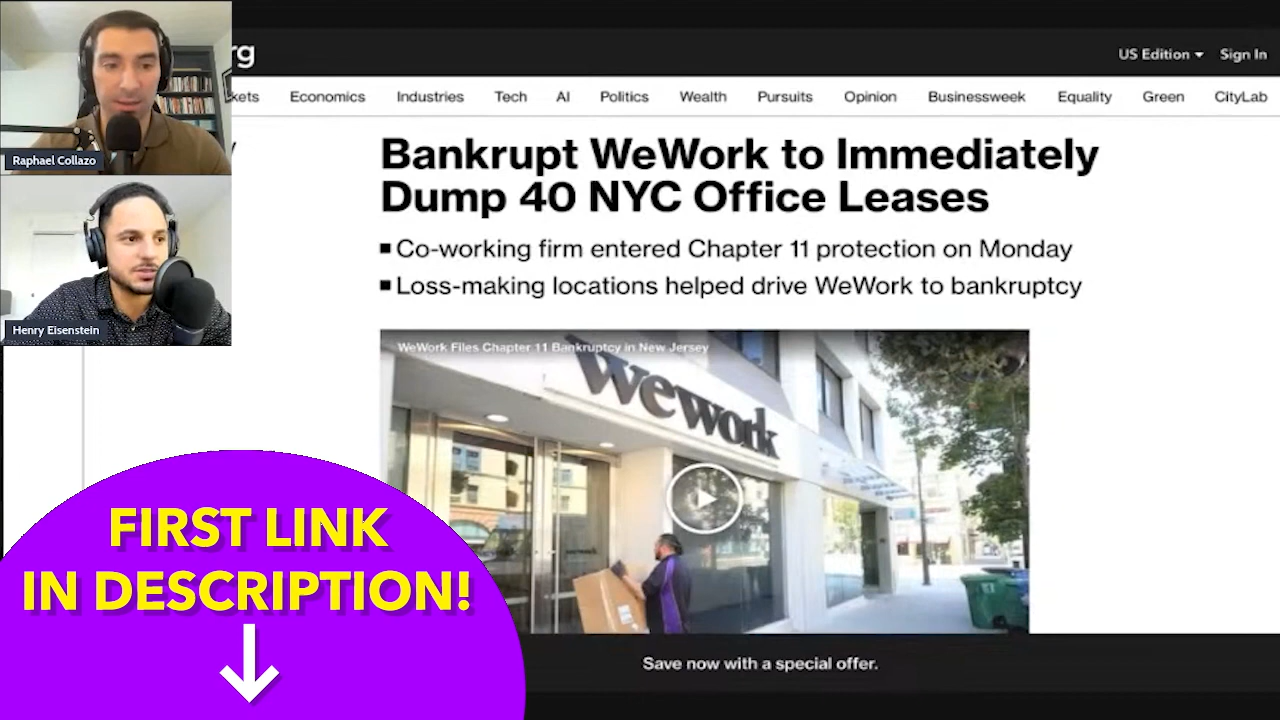 rg
US Edition
Sign In
kets
Economics
Industries
Tech
AI
Politics
Wealth
Pursuits
Opinion
Businessweek
Equality
Green
CityLab
Raphael Collazo
Henry Eisenstein
Bankrupt WeWork to Immediately
Dump 40 NYC Office Leases
Co-working firm entered Chapter 11 protection on Monday
Loss-making locations helped drive WeWork to bankruptcy
WeWork Files Chapter 11 Bankruptcy in New Jersey
wework
FIRST LINK
IN DESCRIPTION!
Save now with a special offer.